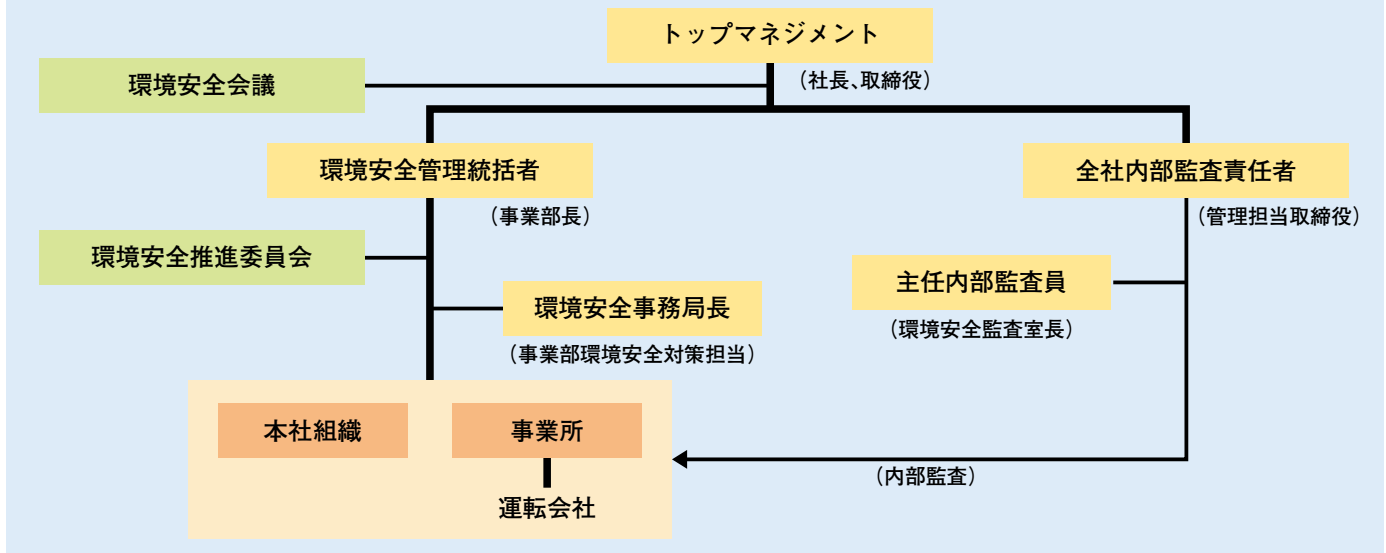 トップマネジメント
（社長、取締役）
環境安全会議
環境安全管理統括者
（事業部長）
全社内部監査責任者
（管理担当取締役）
環境安全推進委員会
主任内部監査員
（環境安全監査室長）
環境安全事務局長
（事業部環境安全対策担当）
本社組織
事業所
運転会社
（内部監査）